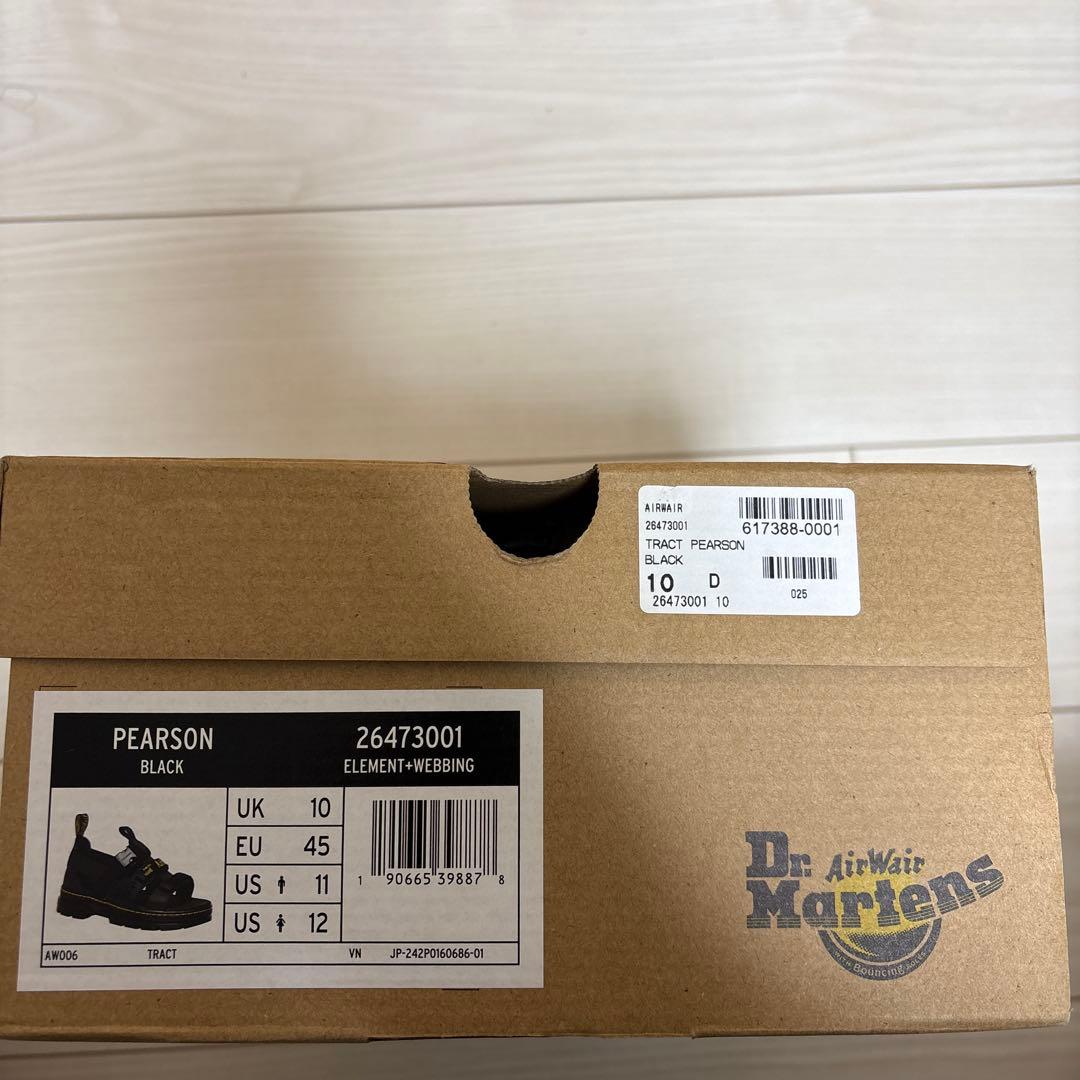 AIRWAIR
26473001
617388-0001
TRACT PEARSON
BLACK
10 D
26473001 10
025
PEARSON
BLACK
26473001
ELEMENT+WEBBING
UK 10
EU 45
US 11
US 12
1 90665 39887 8
AW006
TRACT
VN
JP-242P0160686-01
Dr.
Martens
AirWair
WITH Bouncing SOLES